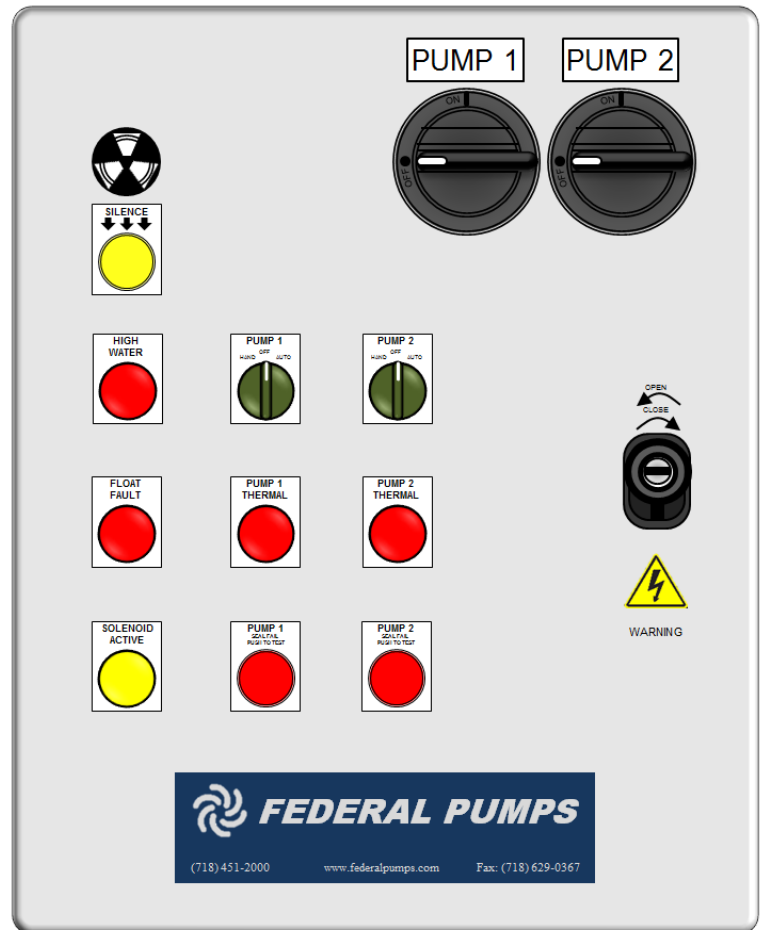 PUMP 1
PUMP 2
ON
OFF
ON
OFF
SILENCE
HIGH
WATER
PUMP 1
HAND OFF AUTO
PUMP 2
HAND OFF AUTO
OPEN
CLOSE
FLOAT
FAULT
PUMP 1
THERMAL
PUMP 2
THERMAL
WARNING
SOLENOID
ACTIVE
PUMP 1
SEAL FAIL
PUSH TO TEST
PUMP 2
SEAL FAIL
PUSH TO TEST
FEDERAL PUMPS
(718) 451-2000 www.federalpumps.com Fax: (718) 629-0367